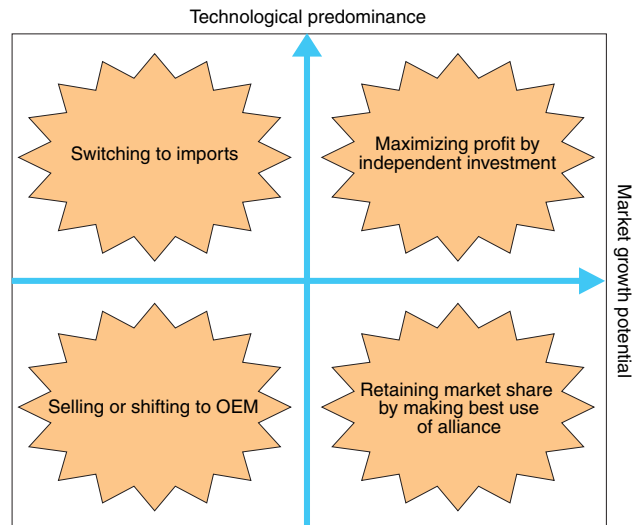 Technological predominance
Switching to imports
Maximizing profit by
independent investment
Market growth potential
Selling or shifting to OEM
Retaining market share
by making best use
of alliance